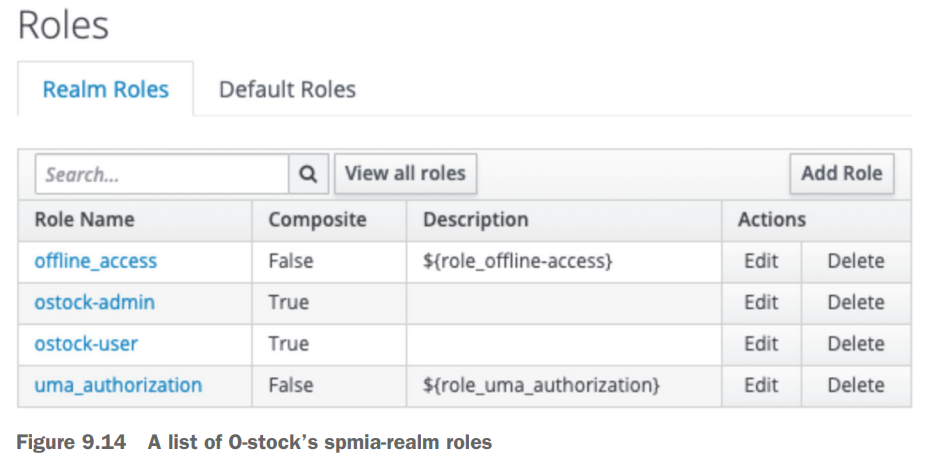 Roles
Realm Roles Default Roles
Search... View all roles Add Role
Role Name Composite Description Actions
offline_access False ${role_offline-access} Edit Delete
ostock-admin True Edit Delete
ostock-user True Edit Delete
uma_authorization False ${role_uma_authorization} Edit Delete
Figure 9.14 A list of O-stock's spmia-realm roles